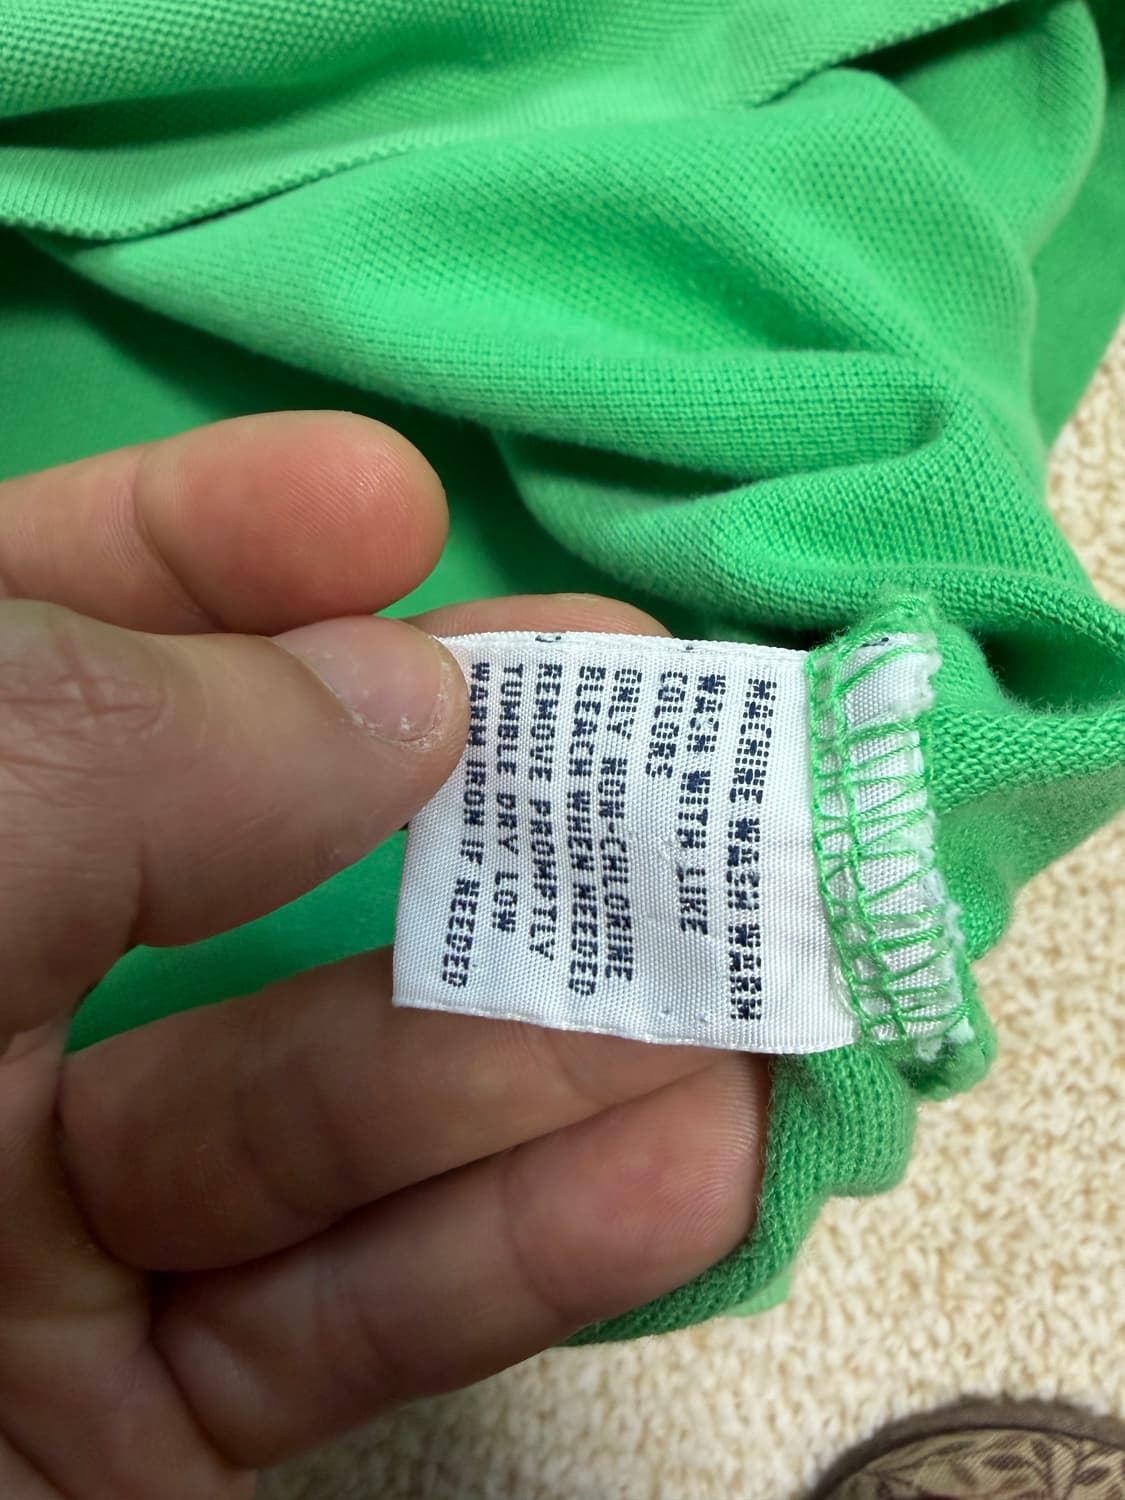 MACHINE WASH WARM
WASH WITH LIKE
COLORS
ONLY NON-CHLORINE
BLEACH WHEN NEEDED
REMOVE PROMPTLY
TUMBLE DRY LOW
WARM IRON IF NEEDED